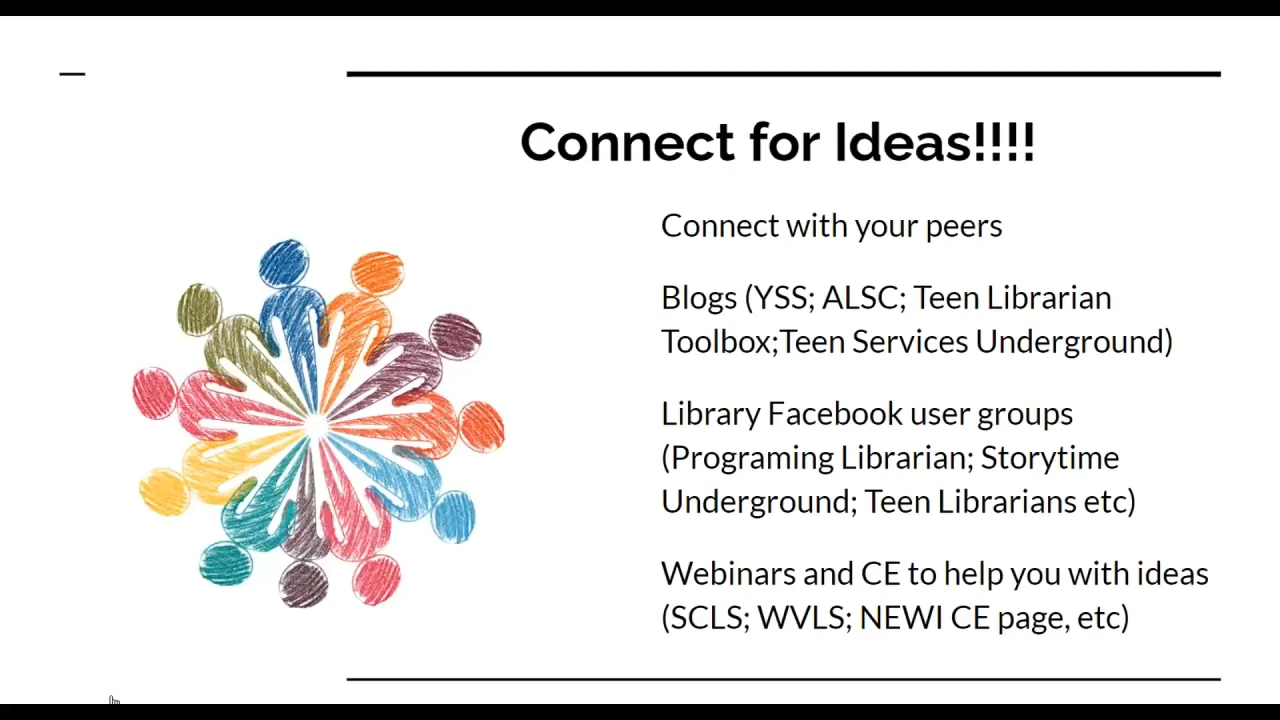 Connect for Ideas!!!!
Connect with your peers
Blogs (YSS; ALSC; Teen Librarian
Toolbox;Teen Services Underground)
Library Facebook user groups
(Programing Librarian; Storytime
Underground; Teen Librarians etc)
Webinars and CE to help you with ideas
(SCLS; WVLS; NEWI CE page, etc)